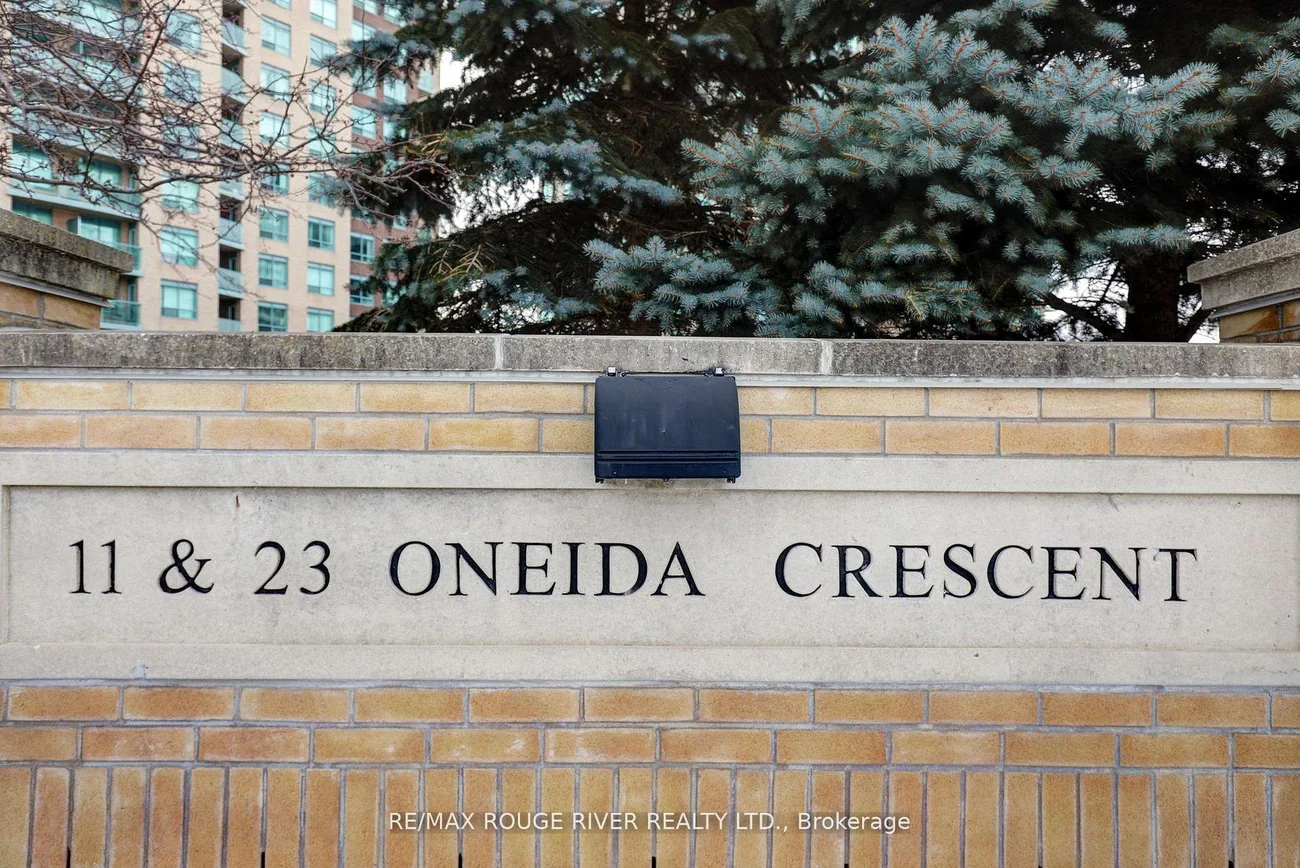 11 & 23 ONEIDA CRESCENT
RE/MAX ROUGE RIVER REALTY LTD., Brokerage